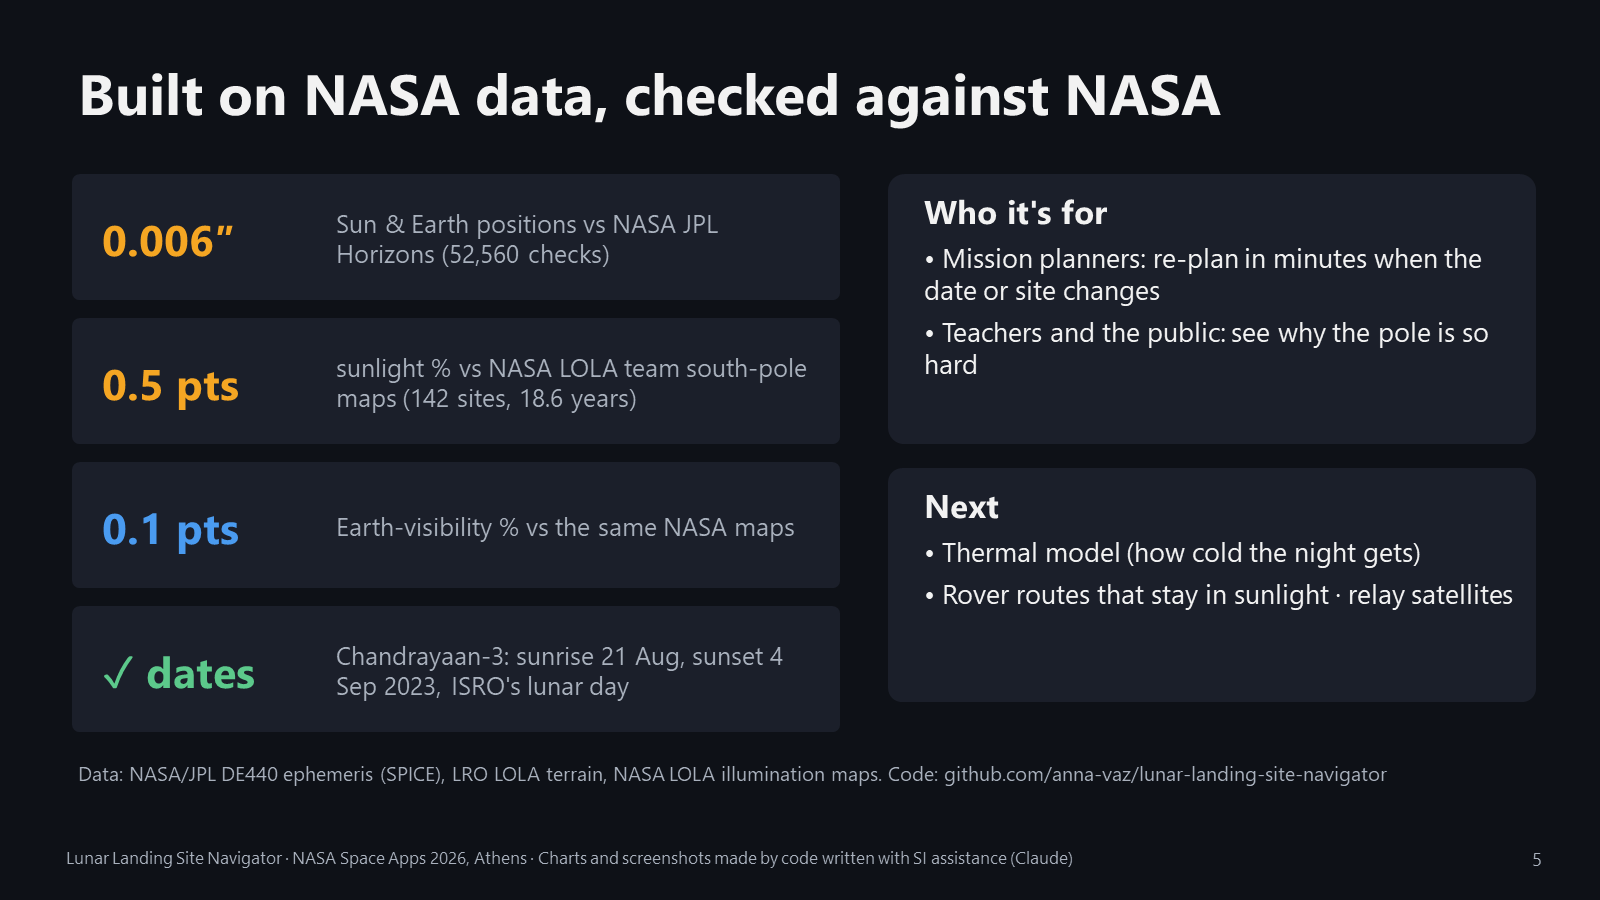 Built on NASA data, checked against NASA
0.006″
Sun & Earth positions vs NASA JPL
Horizons (52,560 checks)
0.5 pts
sunlight % vs NASA LOLA team south-pole
maps (142 sites, 18.6 years)
0.1 pts
Earth-visibility % vs the same NASA maps
✓ dates
Chandrayaan-3: sunrise 21 Aug, sunset 4
Sep 2023, ISRO's lunar day
Who it's for
• Mission planners: re-plan in minutes when the
date or site changes
• Teachers and the public: see why the pole is so
hard
Next
• Thermal model (how cold the night gets)
• Rover routes that stay in sunlight · relay satellites
Data: NASA/JPL DE440 ephemeris (SPICE), LRO LOLA terrain, NASA LOLA illumination maps. Code: github.com/anna-vaz/lunar-landing-site-navigator
Lunar Landing Site Navigator · NASA Space Apps 2026, Athens · Charts and screenshots made by code written with SI assistance (Claude)
5